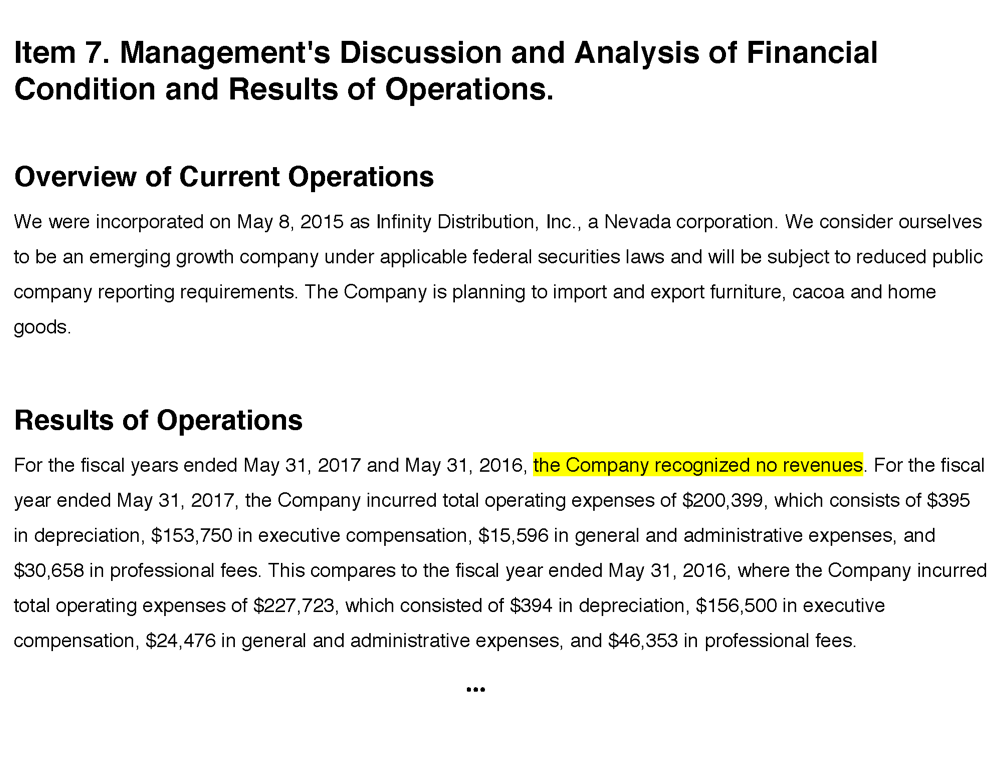 Item 7. Management's Discussion and Analysis of Financial
Condition and Results of Operations.
Overview of Current Operations
We were incorporated on May 8, 2015 as Infinity Distribution, Inc., a Nevada corporation. We consider ourselves
to be an emerging growth company under applicable federal securities laws and will be subject to reduced public
company reporting requirements. The Company is planning to import and export furniture, cacoa and home
goods.
Results of Operations
For the fiscal years ended May 31, 2017 and May 31, 2016, the Company recognized no revenues. For the fiscal
year ended May 31, 2017, the Company incurred total operating expenses of $200,399, which consists of $395
in depreciation, $153,750 in executive compensation, $15,596 in general and administrative expenses, and
$30,658 in professional fees. This compares to the fiscal year ended May 31, 2016, where the Company incurred
total operating expenses of $227,723, which consisted of $394 in depreciation, $156,500 in executive
compensation, $24,476 in general and administrative expenses, and $46,353 in professional fees.
...